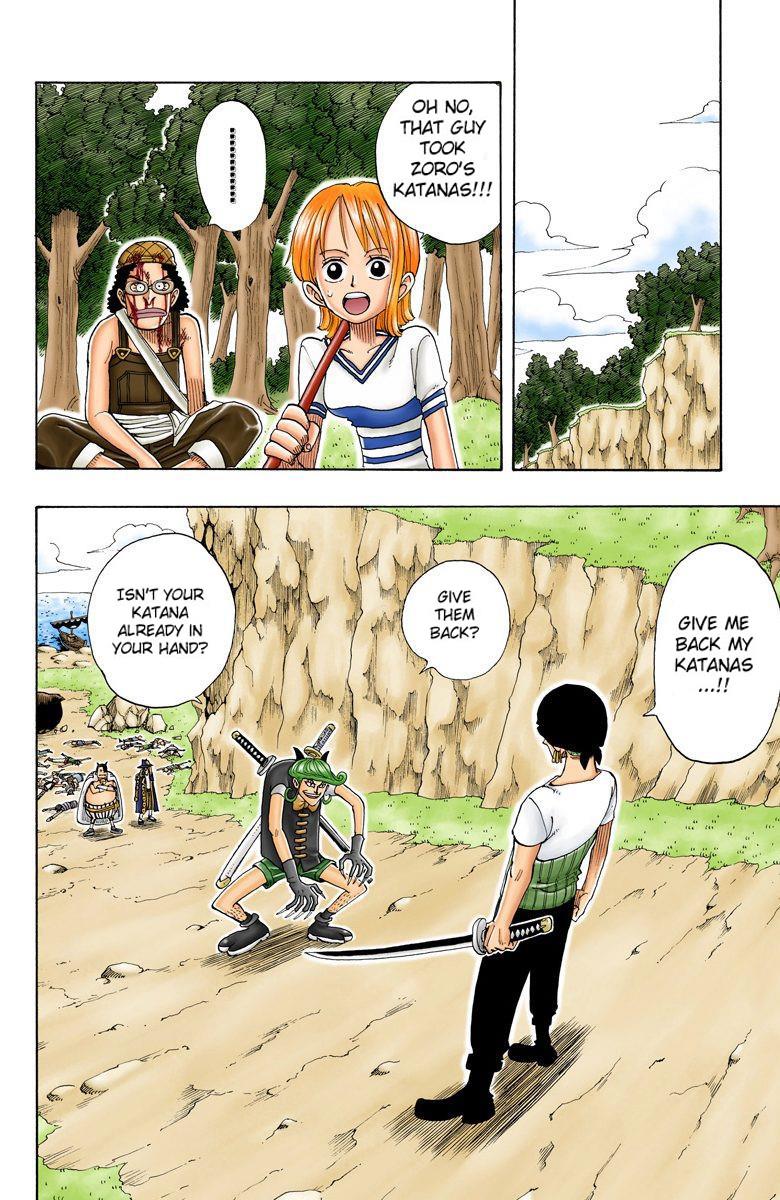 OH NO,
THAT GUY
TOOK
ZORO'S
KATANAS!!!
..........
GIVE ME
BACK MY
KATANAS
...!!
GIVE
THEM
BACK?
ISN'T YOUR
KATANA
ALREADY IN
YOUR HAND?